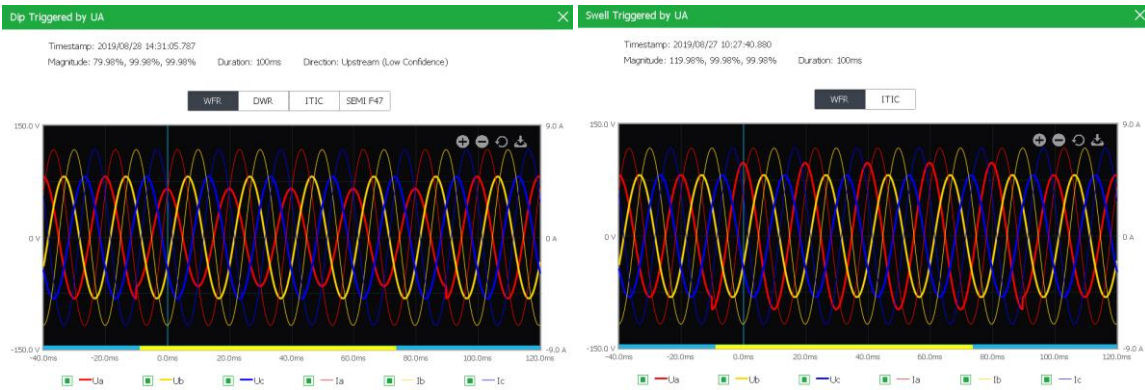 Dip Triggered by UA
Timestamp: 2019/08/28 14:31:05.787
Magnitude: 79.98%, 99.98%, 99.98% Duration: 100ms Direction: Upstream (Low Confidence)
WFR DWR ITIC SEMI F47
150.0 V 9.0 A
0 V 0 A
-150.0 V -9.0 A
-40.0ms -20.0ms 0.0ms 20.0ms 40.0ms 60.0ms 80.0ms 100.0ms 120.0ms
Ua Ub Uc Ia Ib Ic
Swell Triggered by UA
Timestamp: 2019/08/27 10:27:40.880
Magnitude: 119.98%, 99.98%, 99.98% Duration: 100ms
WFR ITIC
150.0 V 9.0 A
0 V 0 A
-150.0 V -9.0 A
-40.0ms -20.0ms 0.0ms 20.0ms 40.0ms 60.0ms 80.0ms 100.0ms 120.0ms
Ua Ub Uc Ia Ib Ic